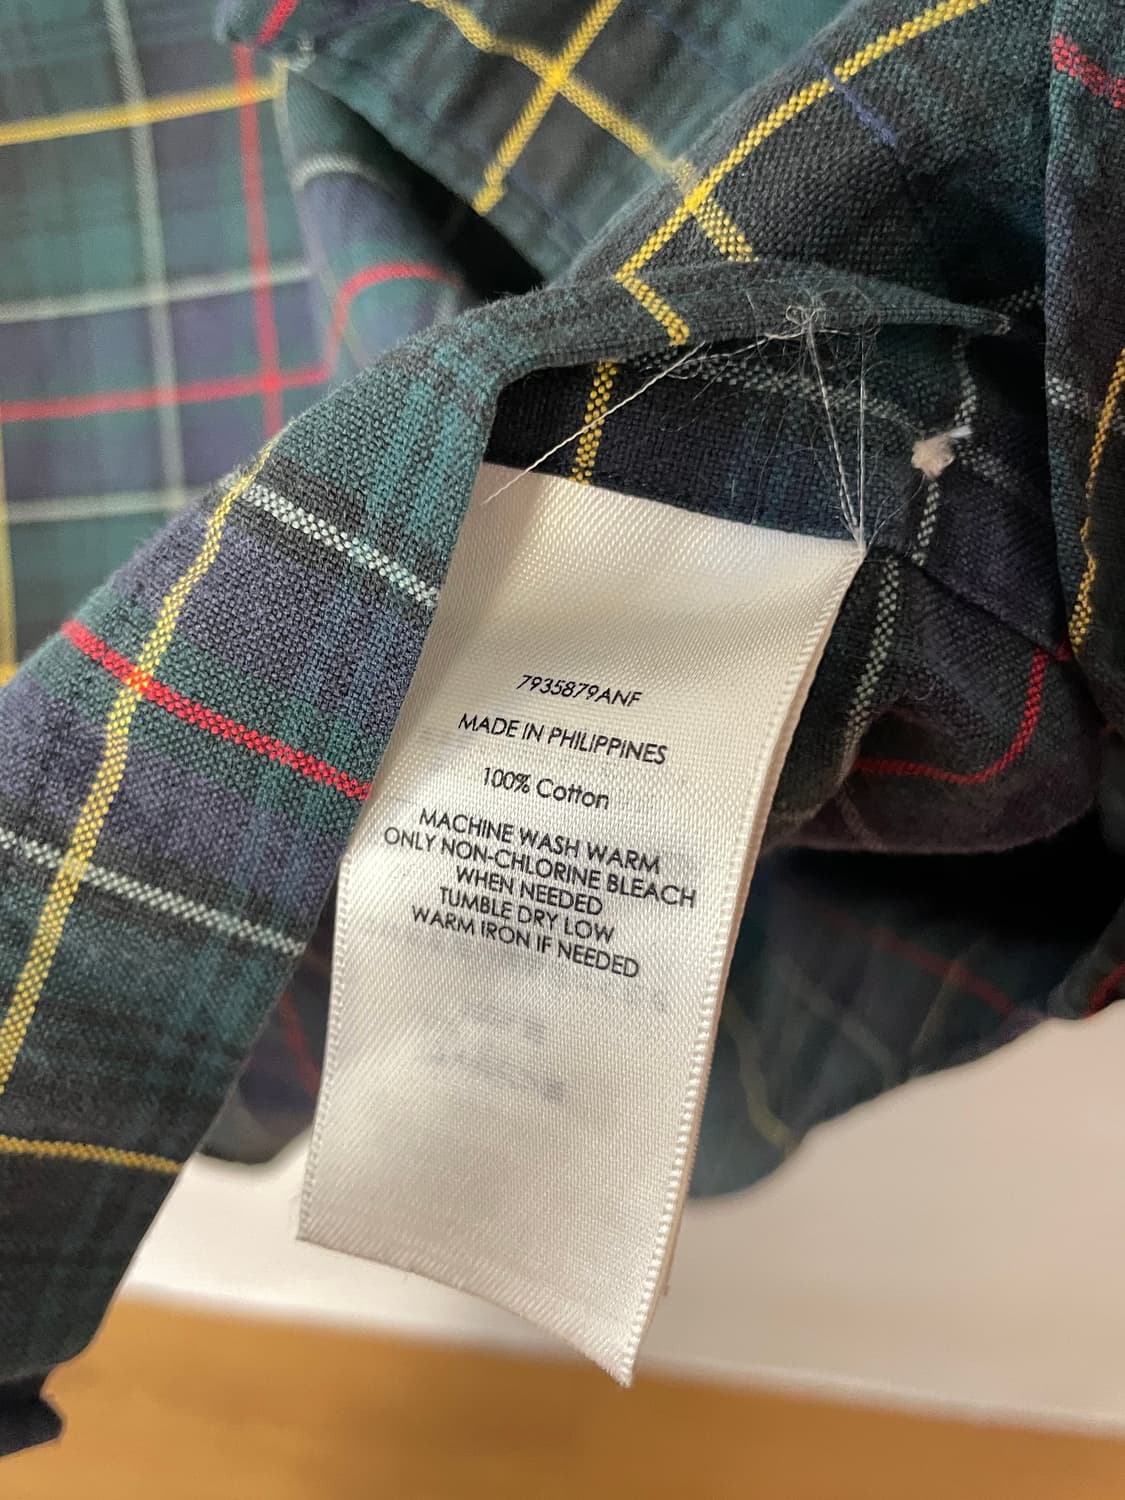 7935879ANF
MADE IN PHILIPPINES
100% Cotton
MACHINE WASH WARM
ONLY NON-CHLORINE BLEACH
WHEN NEEDED
TUMBLE DRY LOW
WARM IRON IF NEEDED